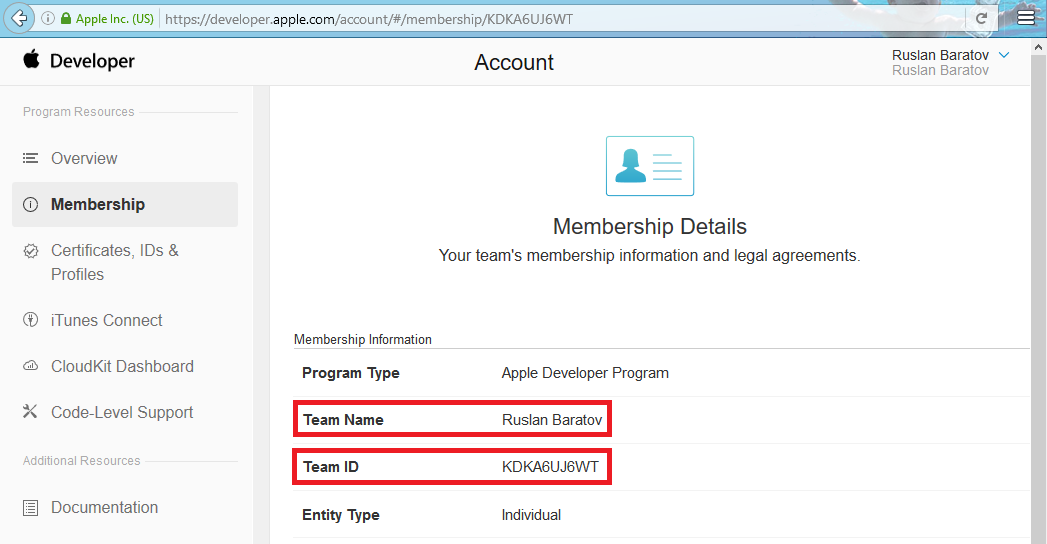 Apple Inc. (US) https://developer.apple.com/account/#/membership/KDKA6UJ6WT
Developer
Account
Ruslan Baratov
Ruslan Baratov
Program Resources
Overview
Membership
Certificates, IDs &
Profiles
iTunes Connect
CloudKit Dashboard
Code-Level Support
Additional Resources
Documentation
Membership Details
Your team's membership information and legal agreements.
Membership Information
Program Type Apple Developer Program
Team Name Ruslan Baratov
Team ID KDKA6UJ6WT
Entity Type Individual